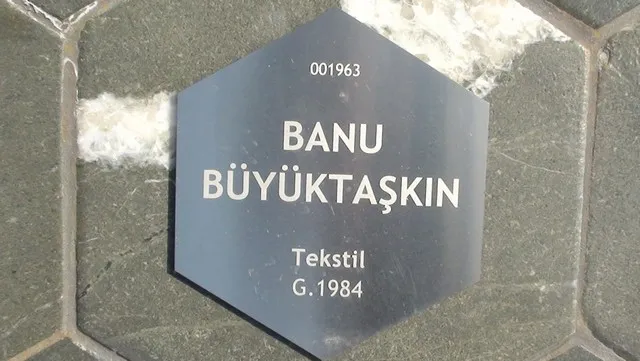 001963
BANU
BÜYÜKTAŞKIN
Tekstil
G.1984